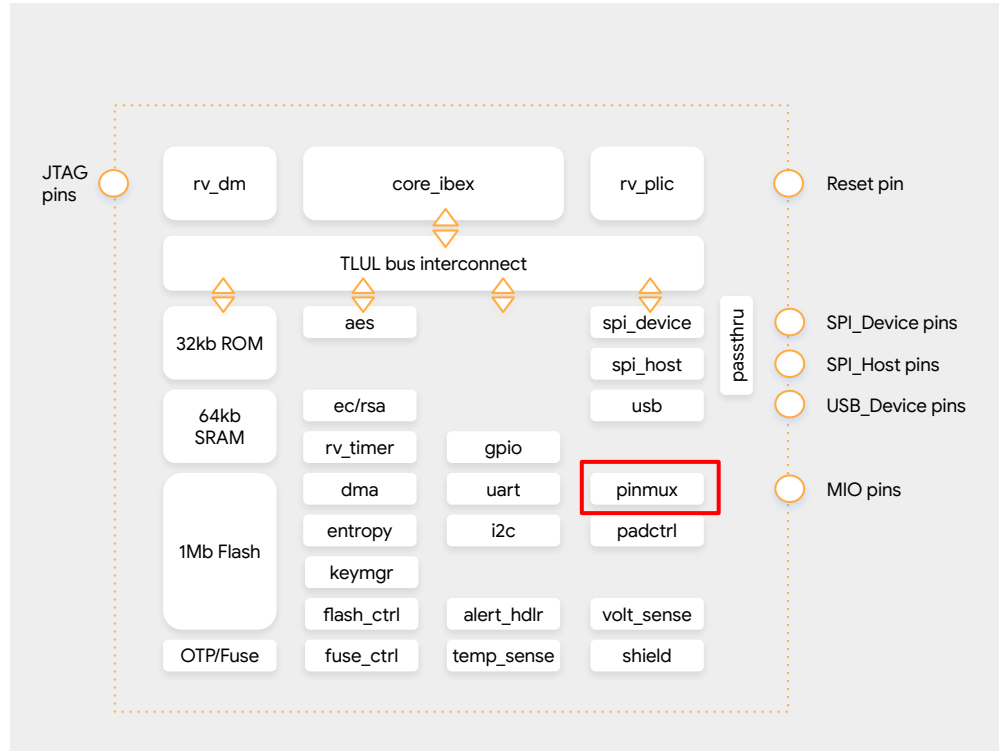 JTAG
pins
rv_dm
core_ibex
rv_plic
Reset pin
TLUL bus interconnect
32kb ROM
aes
spi_device
passthru
SPI_Device pins
spi_host
SPI_Host pins
64kb
SRAM
ec/rsa
usb
USB_Device pins
rv_timer
gpio
1Mb Flash
dma
uart
pinmux
MIO pins
entropy
i2c
padctrl
keymgr
flash_ctrl
alert_hdlr
volt_sense
OTP/Fuse
fuse_ctrl
temp_sense
shield